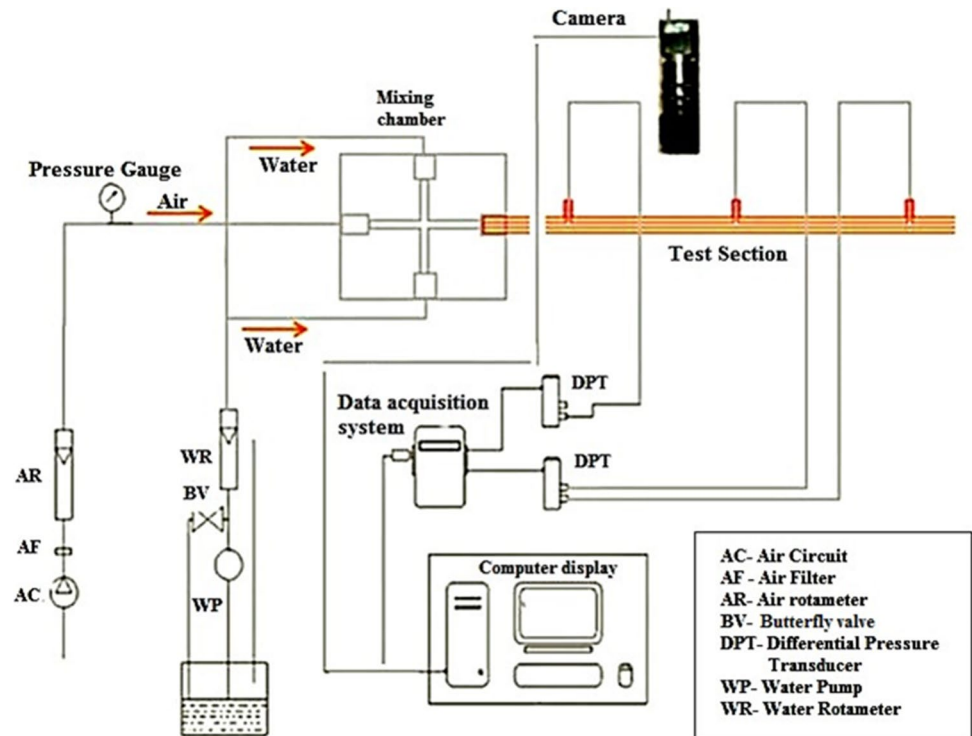 Camera
Mixing
chamber
Water
Pressure Gauge
Air
Test Section
Water
DPT
Data acquisition
system
DPT
WR
AR
BV
AF
AC.
WP
Computer display
AC- Air Circuit
AF - Air Filter
AR- Air rotameter
BV- Butterfly valve
DPT- Differential Pressure
Transducer
WP- Water Pump
WR- Water Rotameter